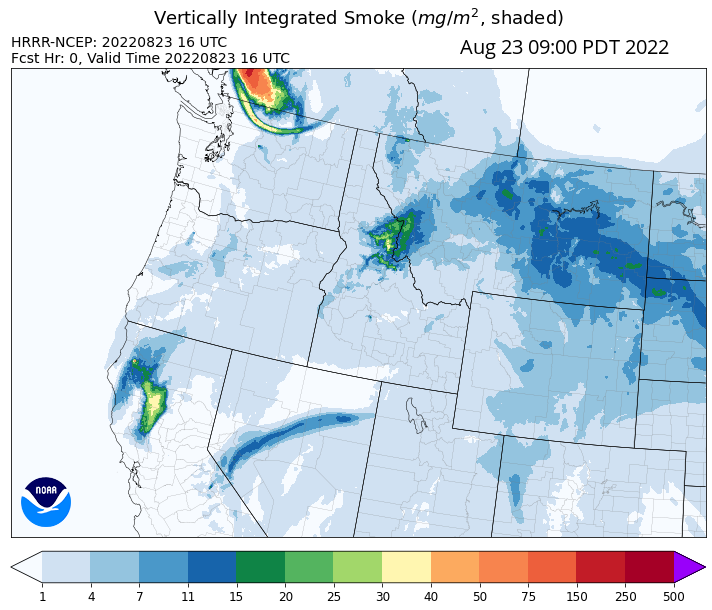 Vertically Integrated Smoke (mg/m², shaded)
HRRR-NCEP: 20220823 16 UTC
Fcst Hr: 0, Valid Time 20220823 16 UTC
Aug 23 09:00 PDT 2022
NOAA
1 4 7 11 15 20 25 30 40 50 75 150 250 500